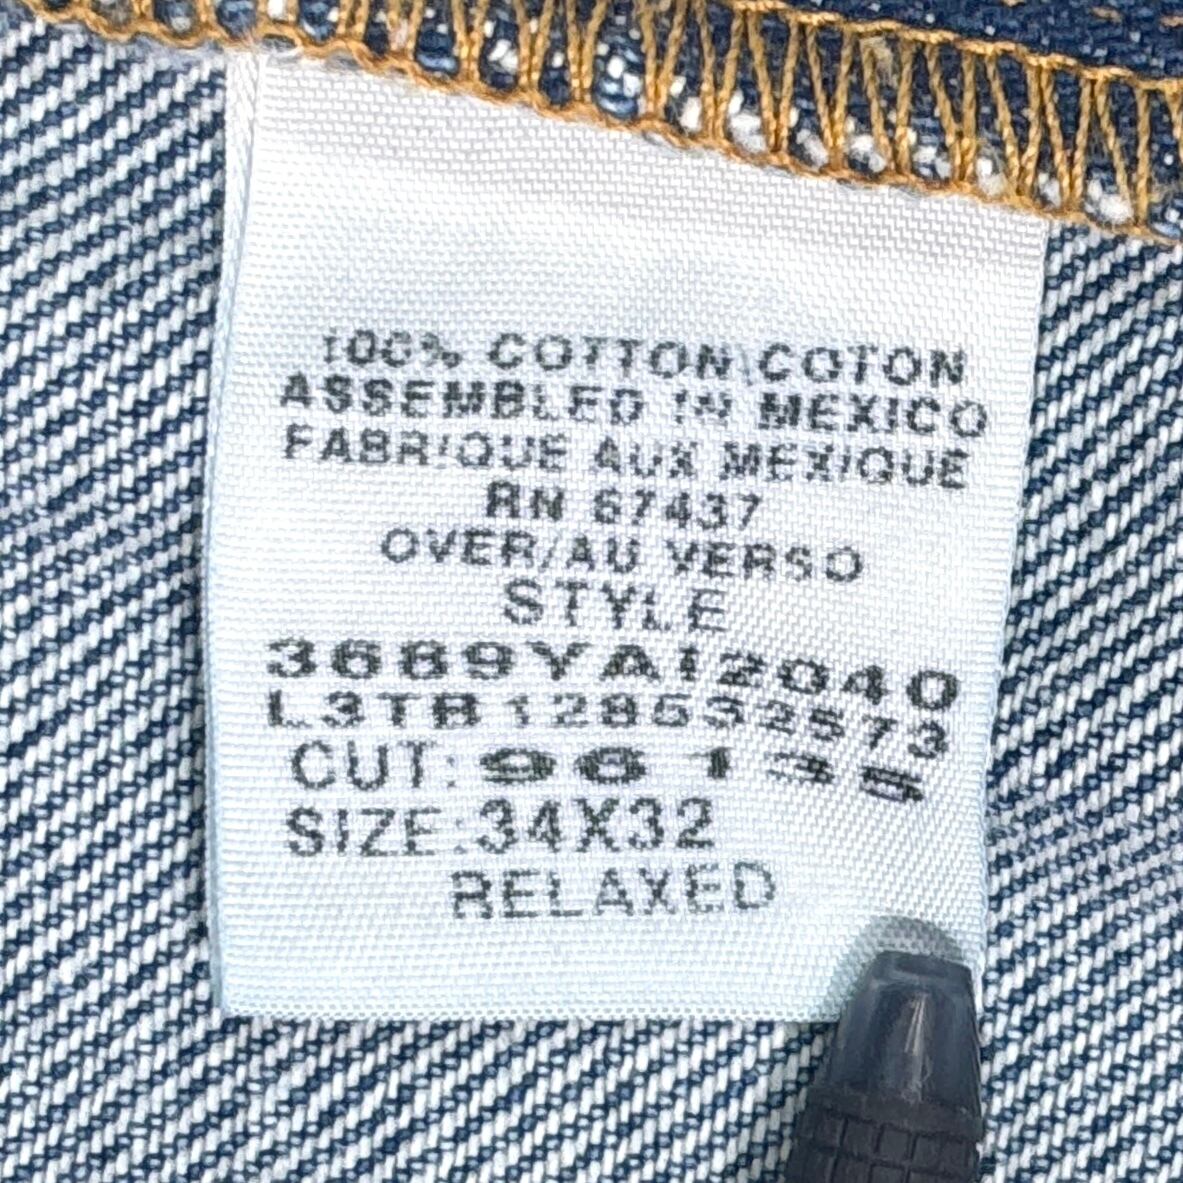 100% COTTON\COTON
ASSEMBLED IN MEXICO
FABRIQUE AUX MEXIQUE
RN 67437
OVER/AU VERSO
STYLE
3689YAI2040
L3TB128532573
CUT: 96135
SIZE:34X32
RELAXED